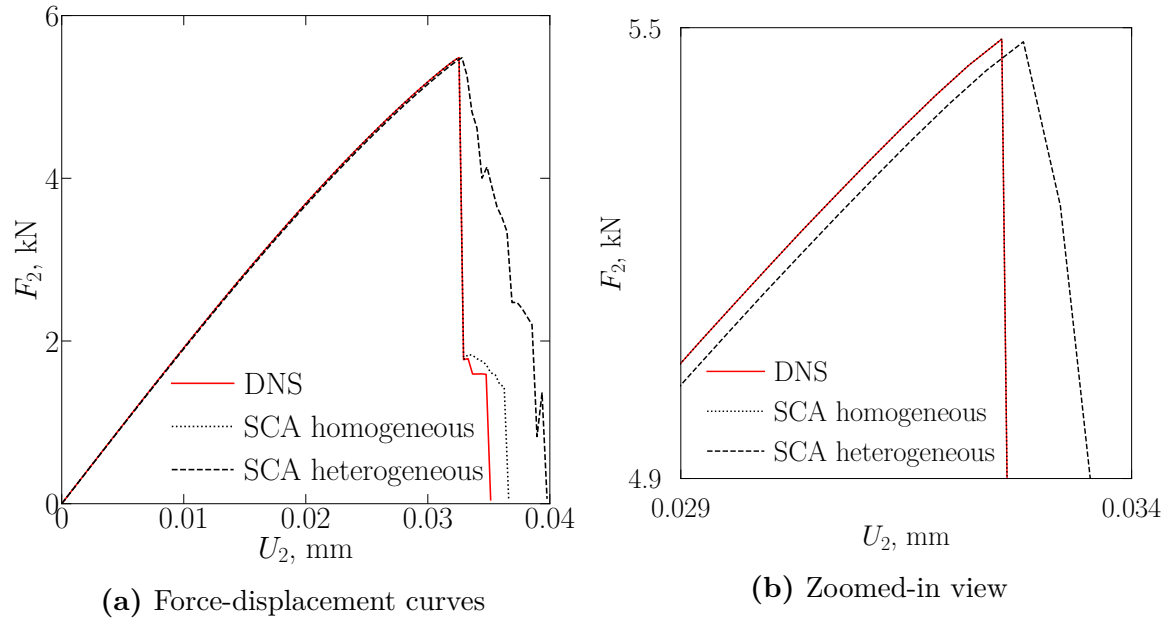 6
4
2
0
F₂, kN
DNS
SCA homogeneous
SCA heterogeneous
0
0.01
0.02
0.03
0.04
U₂, mm
(a) Force-displacement curves
5.5
4.9
F₂, kN
DNS
SCA homogeneous
SCA heterogeneous
0.029
0.034
U₂, mm
(b) Zoomed-in view